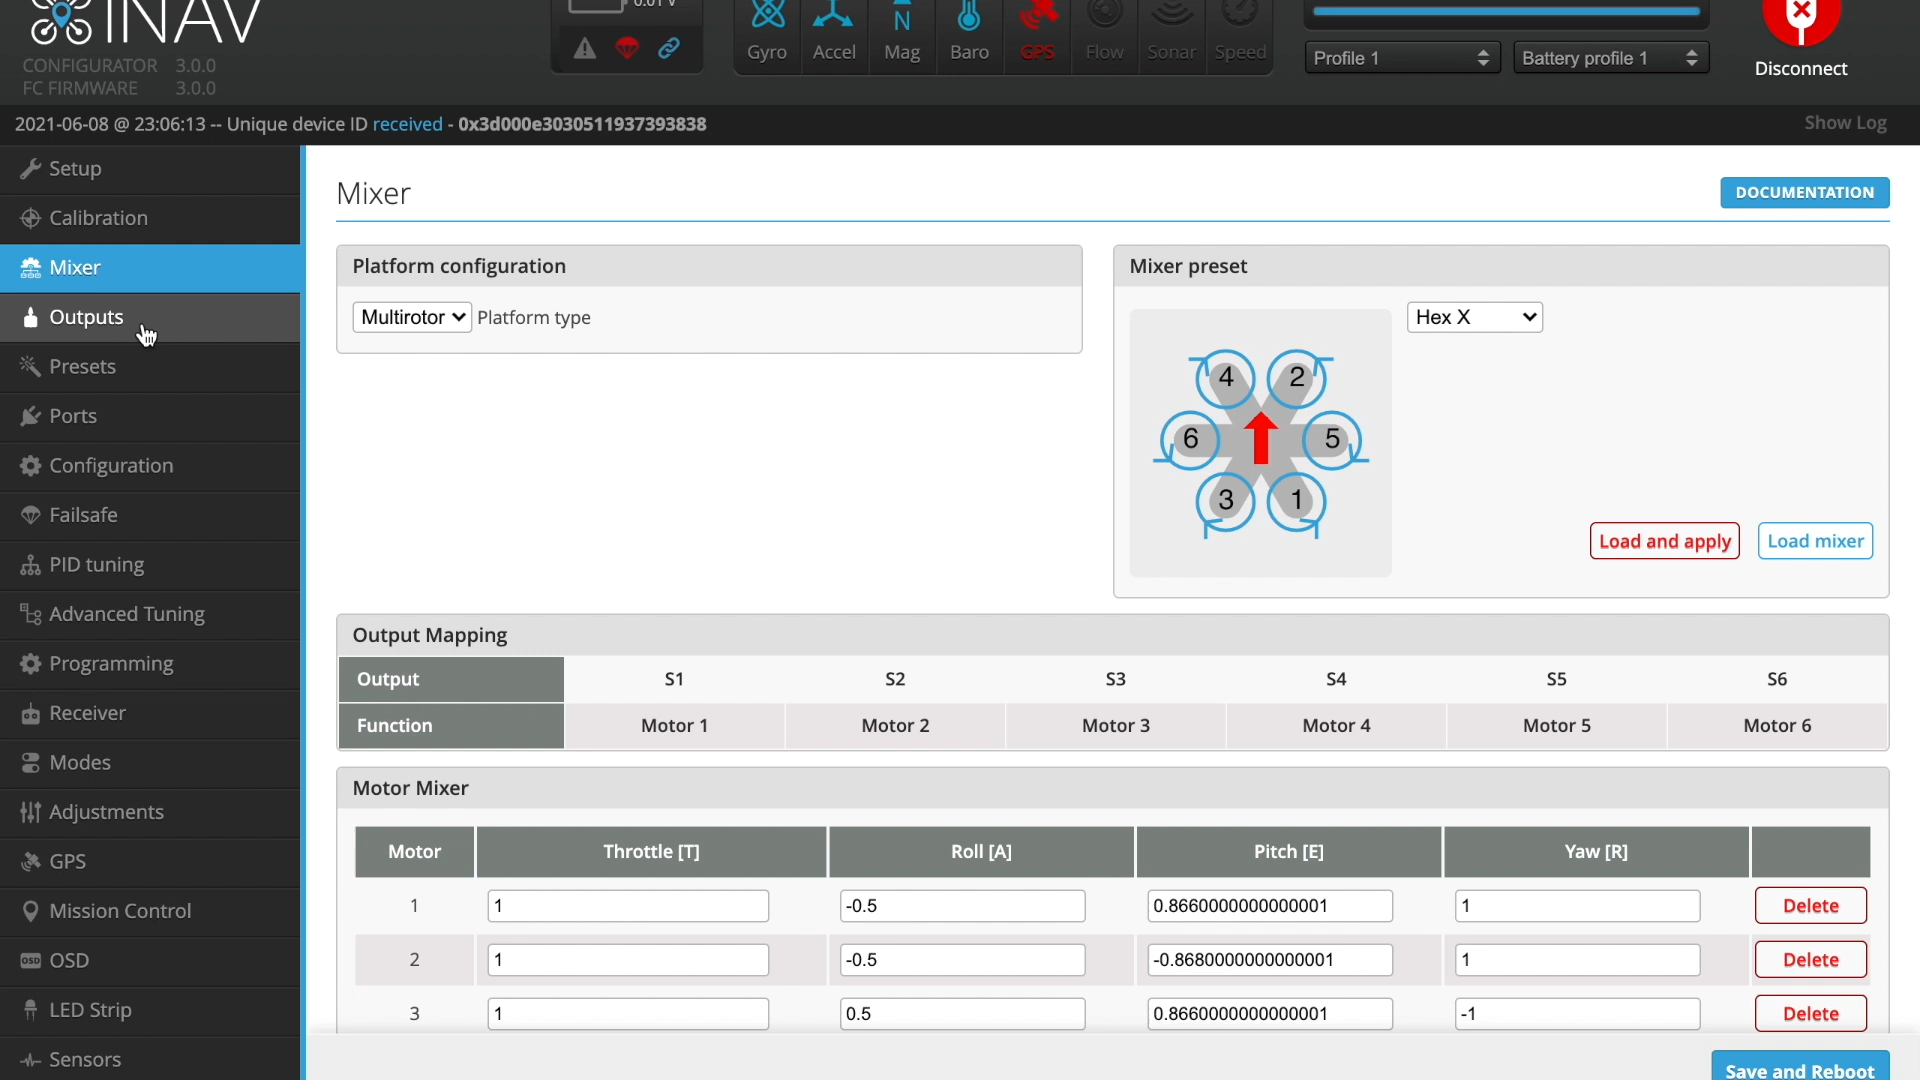 INAV
CONFIGURATOR 3.0.0
FC FIRMWARE 3.0.0
0.01 V
Gyro Accel Mag Baro GPS Flow Sonar Speed
Profile 1
Battery profile 1
Disconnect
2021-06-08 @ 23:06:13 -- Unique device ID received - 0x3d000e3030511937393838
Show Log
Setup
Calibration
Mixer
Outputs
Presets
Ports
Configuration
Failsafe
PID tuning
Advanced Tuning
Programming
Receiver
Modes
Adjustments
GPS
Mission Control
OSD
LED Strip
Sensors
Mixer
DOCUMENTATION
Platform configuration
Multirotor Platform type
Mixer preset
Hex X
4 2
6 5
3 1
Load and apply Load mixer
Output Mapping
Output S1 S2 S3 S4 S5 S6
Function Motor 1 Motor 2 Motor 3 Motor 4 Motor 5 Motor 6
Motor Mixer
Motor Throttle [T] Roll [A] Pitch [E] Yaw [R]
1 1 -0.5 0.8660000000000001 1 Delete
2 1 -0.5 -0.8680000000000001 1 Delete
3 1 0.5 0.8660000000000001 -1 Delete
Save and Reboot